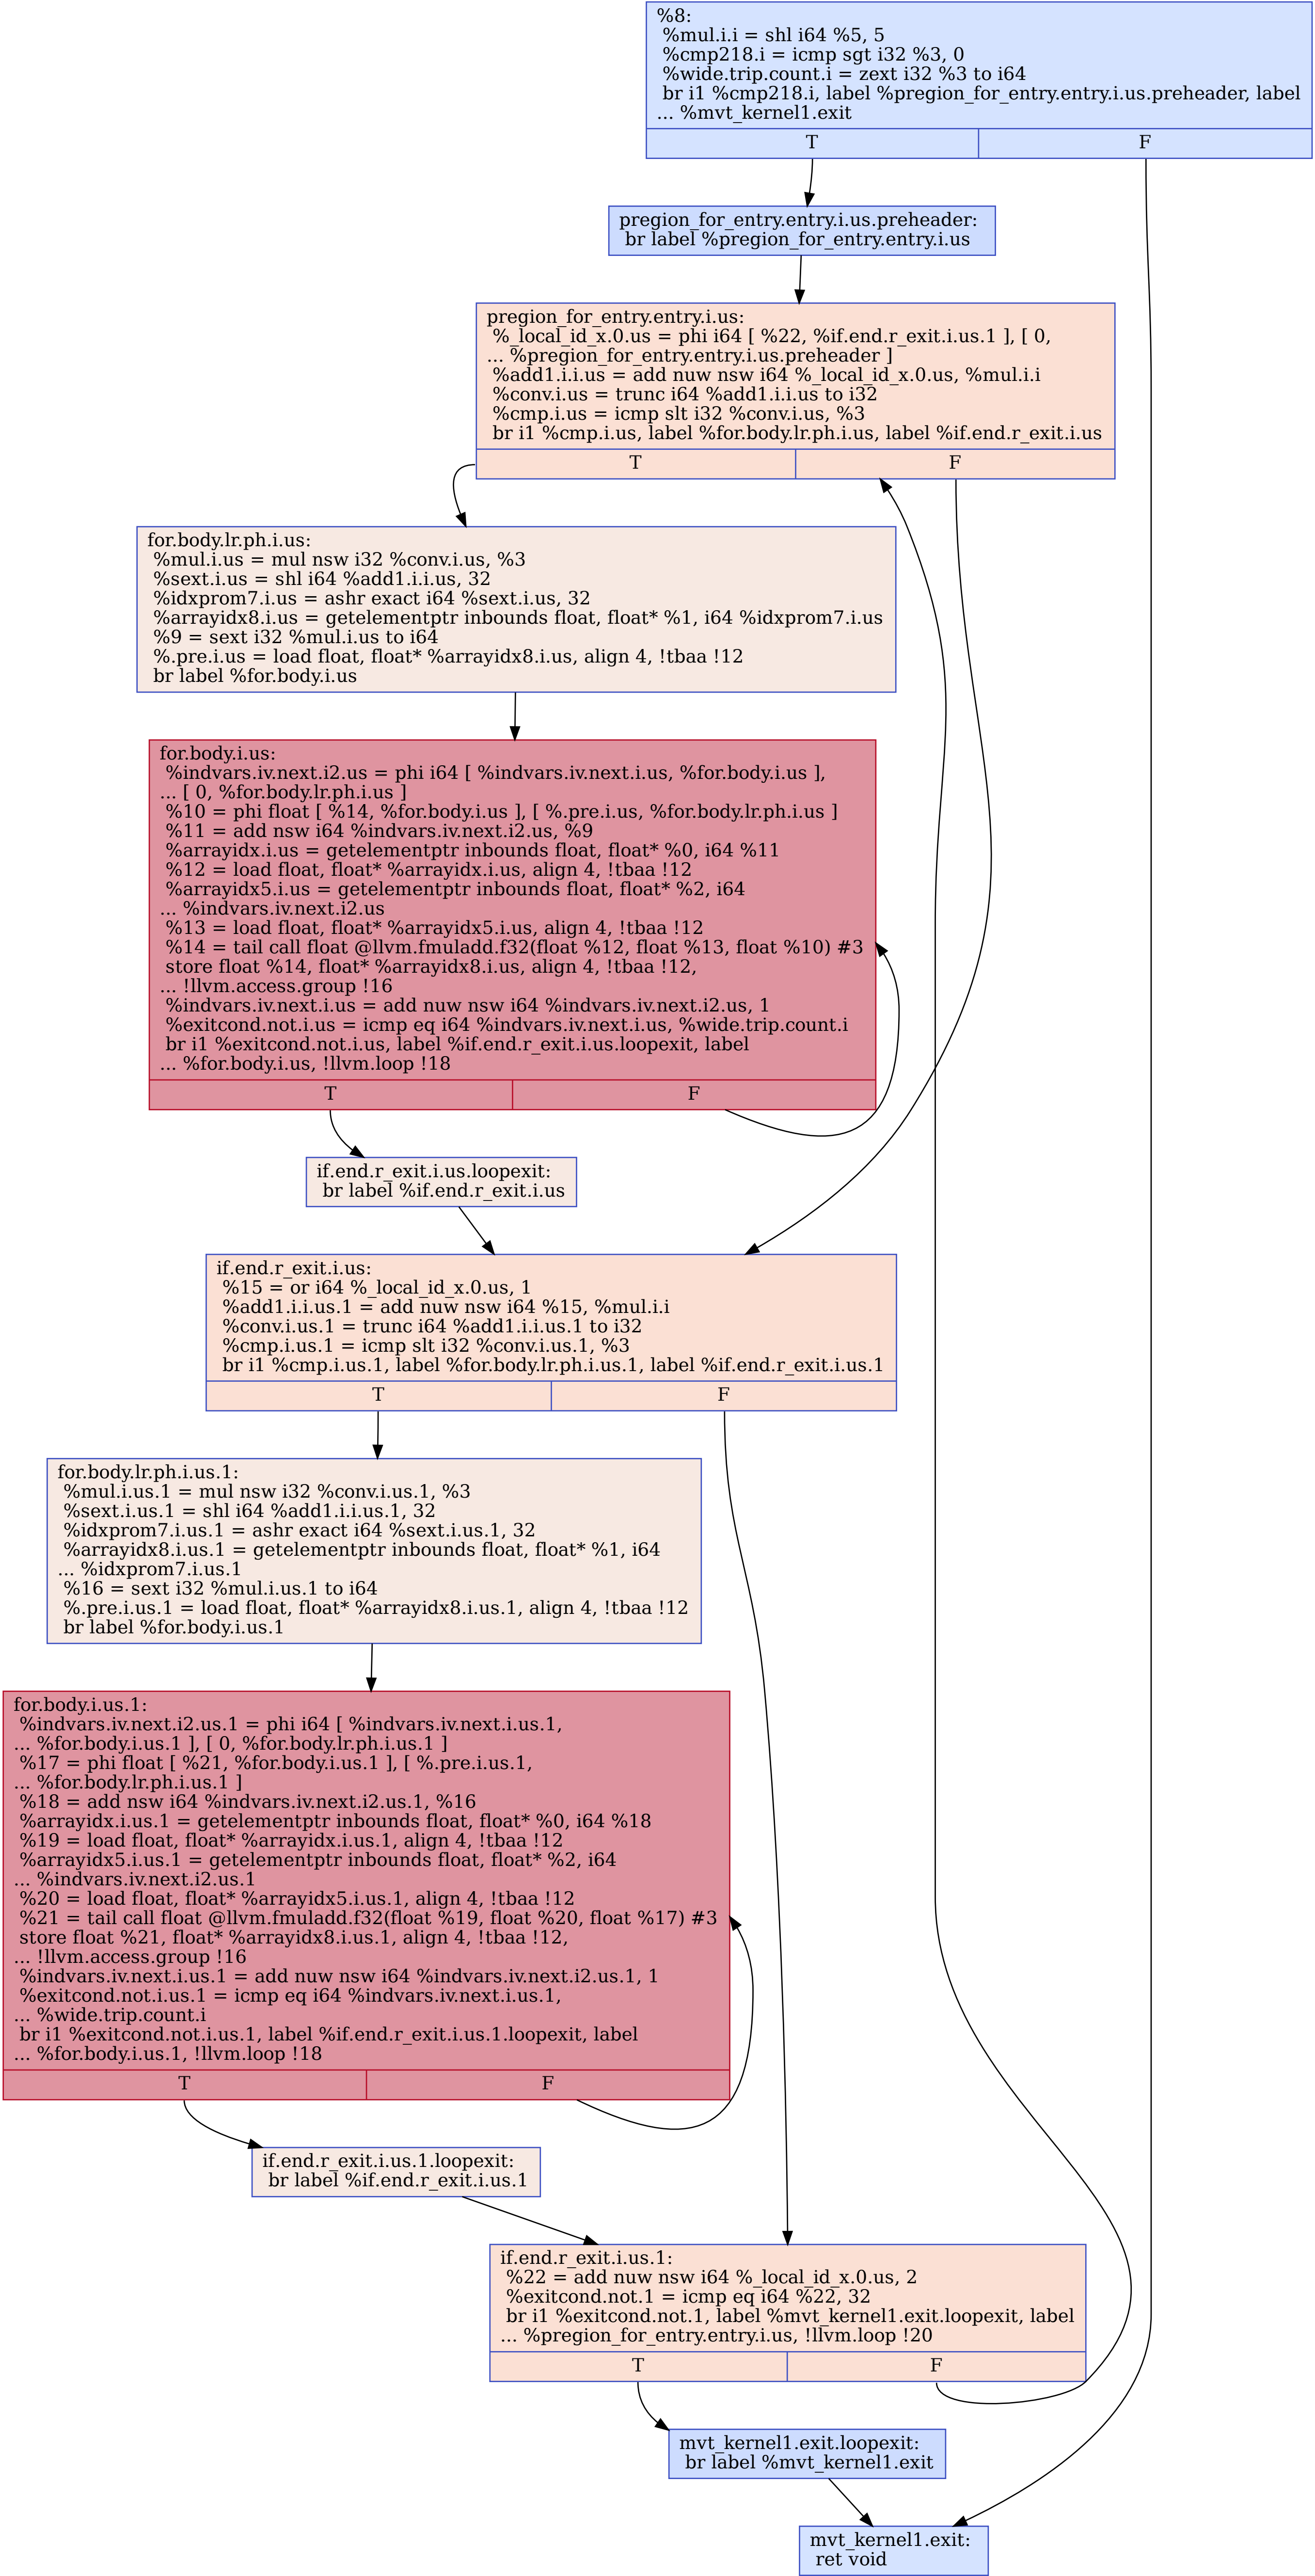 %8:
%mul.i.i = shl i64 %5, 5
%cmp218.i = icmp sgt i32 %3, 0
%wide.trip.count.i = zext i32 %3 to i64
br i1 %cmp218.i, label %pregion_for_entry.entry.i.us.preheader, label
... %mvt_kernel1.exit
T F
pregion_for_entry.entry.i.us.preheader:
br label %pregion_for_entry.entry.i.us
pregion_for_entry.entry.i.us:
%_local_id_x.0.us = phi i64 [ %22, %if.end.r_exit.i.us.1 ], [ 0,
... %pregion_for_entry.entry.i.us.preheader ]
%add1.i.i.us = add nuw nsw i64 %_local_id_x.0.us, %mul.i.i
%conv.i.us = trunc i64 %add1.i.i.us to i32
%cmp.i.us = icmp slt i32 %conv.i.us, %3
br i1 %cmp.i.us, label %for.body.lr.ph.i.us, label %if.end.r_exit.i.us
T F
for.body.lr.ph.i.us:
%mul.i.us = mul nsw i32 %conv.i.us, %3
%sext.i.us = shl i64 %add1.i.i.us, 32
%idxprom7.i.us = ashr exact i64 %sext.i.us, 32
%arrayidx8.i.us = getelementptr inbounds float, float* %1, i64 %idxprom7.i.us
%9 = sext i32 %mul.i.us to i64
%.pre.i.us = load float, float* %arrayidx8.i.us, align 4, !tbaa !12
br label %for.body.i.us
for.body.i.us:
%indvars.iv.next.i2.us = phi i64 [ %indvars.iv.next.i.us, %for.body.i.us ],
... [ 0, %for.body.lr.ph.i.us ]
%10 = phi float [ %14, %for.body.i.us ], [ %.pre.i.us, %for.body.lr.ph.i.us ]
%11 = add nsw i64 %indvars.iv.next.i2.us, %9
%arrayidx.i.us = getelementptr inbounds float, float* %0, i64 %11
%12 = load float, float* %arrayidx.i.us, align 4, !tbaa !12
%arrayidx5.i.us = getelementptr inbounds float, float* %2, i64
... %indvars.iv.next.i2.us
%13 = load float, float* %arrayidx5.i.us, align 4, !tbaa !12
%14 = tail call float @llvm.fmuladd.f32(float %12, float %13, float %10) #3
store float %14, float* %arrayidx8.i.us, align 4, !tbaa !12,
... !llvm.access.group !16
%indvars.iv.next.i.us = add nuw nsw i64 %indvars.iv.next.i2.us, 1
%exitcond.not.i.us = icmp eq i64 %indvars.iv.next.i.us, %wide.trip.count.i
br i1 %exitcond.not.i.us, label %if.end.r_exit.i.us.loopexit, label
... %for.body.i.us, !llvm.loop !18
T F
if.end.r_exit.i.us.loopexit:
br label %if.end.r_exit.i.us
if.end.r_exit.i.us:
%15 = or i64 %_local_id_x.0.us, 1
%add1.i.i.us.1 = add nuw nsw i64 %15, %mul.i.i
%conv.i.us.1 = trunc i64 %add1.i.i.us.1 to i32
%cmp.i.us.1 = icmp slt i32 %conv.i.us.1, %3
br i1 %cmp.i.us.1, label %for.body.lr.ph.i.us.1, label %if.end.r_exit.i.us.1
T F
for.body.lr.ph.i.us.1:
%mul.i.us.1 = mul nsw i32 %conv.i.us.1, %3
%sext.i.us.1 = shl i64 %add1.i.i.us.1, 32
%idxprom7.i.us.1 = ashr exact i64 %sext.i.us.1, 32
%arrayidx8.i.us.1 = getelementptr inbounds float, float* %1, i64
... %idxprom7.i.us.1
%16 = sext i32 %mul.i.us.1 to i64
%.pre.i.us.1 = load float, float* %arrayidx8.i.us.1, align 4, !tbaa !12
br label %for.body.i.us.1
for.body.i.us.1:
%indvars.iv.next.i2.us.1 = phi i64 [ %indvars.iv.next.i.us.1,
... %for.body.i.us.1 ], [ 0, %for.body.lr.ph.i.us.1 ]
%17 = phi float [ %21, %for.body.i.us.1 ], [ %.pre.i.us.1,
... %for.body.lr.ph.i.us.1 ]
%18 = add nsw i64 %indvars.iv.next.i2.us.1, %16
%arrayidx.i.us.1 = getelementptr inbounds float, float* %0, i64 %18
%19 = load float, float* %arrayidx.i.us.1, align 4, !tbaa !12
%arrayidx5.i.us.1 = getelementptr inbounds float, float* %2, i64
... %indvars.iv.next.i2.us.1
%20 = load float, float* %arrayidx5.i.us.1, align 4, !tbaa !12
%21 = tail call float @llvm.fmuladd.f32(float %19, float %20, float %17) #3
store float %21, float* %arrayidx8.i.us.1, align 4, !tbaa !12,
... !llvm.access.group !16
%indvars.iv.next.i.us.1 = add nuw nsw i64 %indvars.iv.next.i2.us.1, 1
%exitcond.not.i.us.1 = icmp eq i64 %indvars.iv.next.i.us.1,
... %wide.trip.count.i
br i1 %exitcond.not.i.us.1, label %if.end.r_exit.i.us.1.loopexit, label
... %for.body.i.us.1, !llvm.loop !18
T F
if.end.r_exit.i.us.1.loopexit:
br label %if.end.r_exit.i.us.1
if.end.r_exit.i.us.1:
%22 = add nuw nsw i64 %_local_id_x.0.us, 2
%exitcond.not.1 = icmp eq i64 %22, 32
br i1 %exitcond.not.1, label %mvt_kernel1.exit.loopexit, label
... %pregion_for_entry.entry.i.us, !llvm.loop !20
T F
mvt_kernel1.exit.loopexit:
br label %mvt_kernel1.exit
mvt_kernel1.exit:
ret void